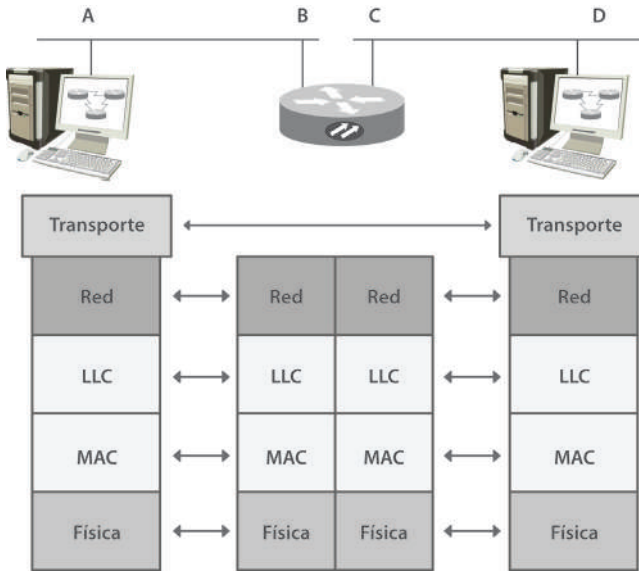 A B C D
Transporte Transporte
Red Red Red Red
LLC LLC LLC LLC
MAC MAC MAC MAC
Física Física Física Física